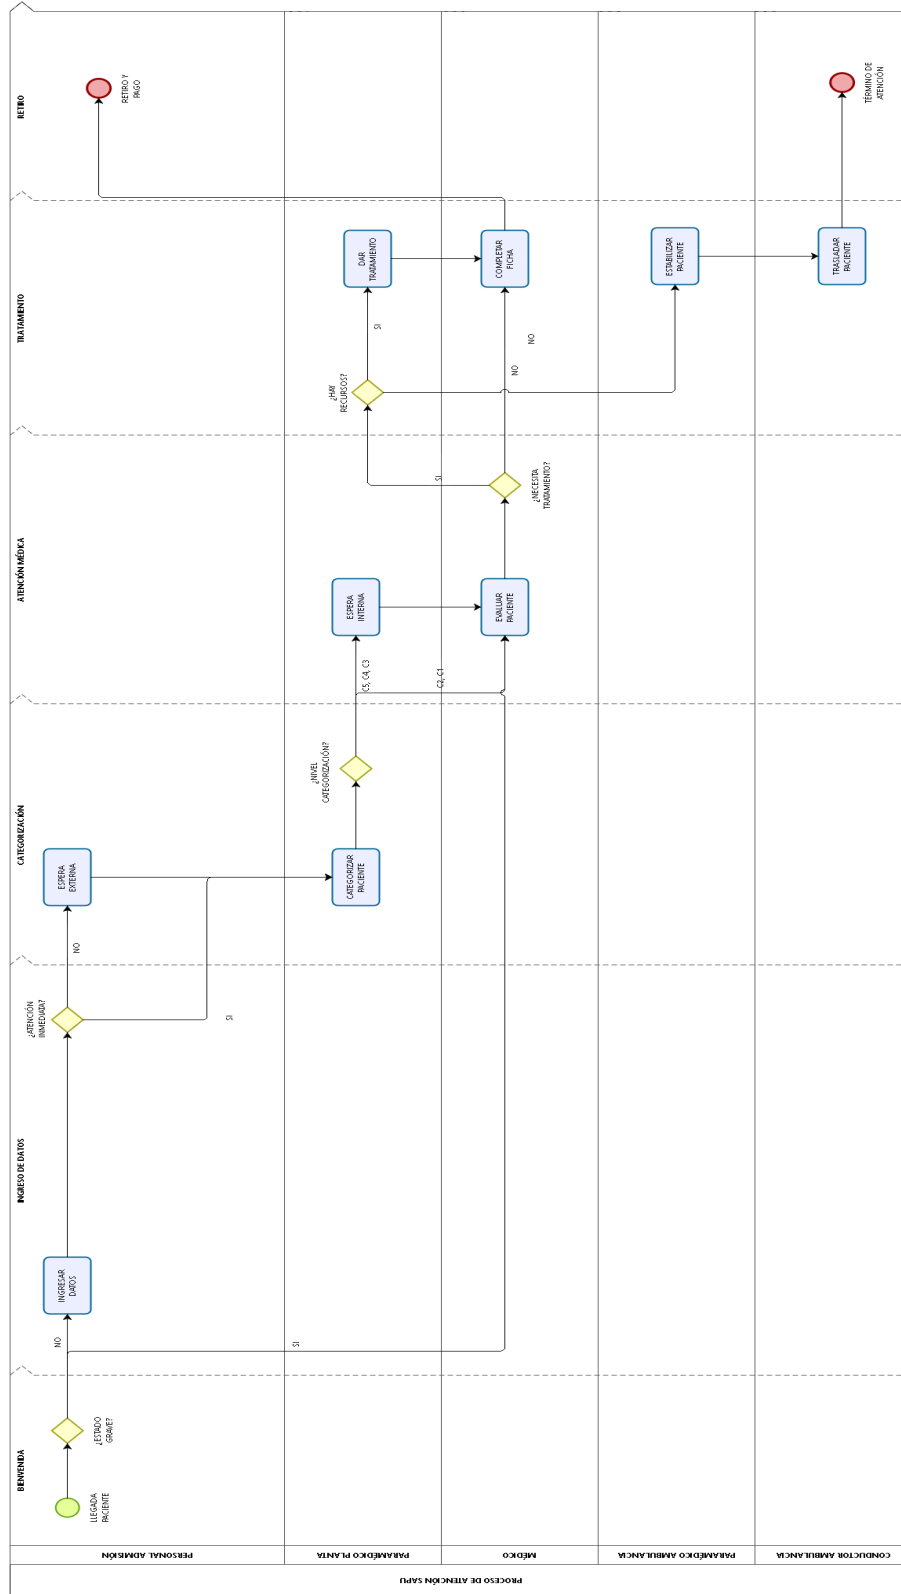 PROCESO DE ATENCIÓN SAPU
PERSONAL ADMISIÓN
PARAMÉDICO PLANTA
MÉDICO
PARAMÉDICO AMBULANCIA
CONDUCTOR AMBULANCIA
BIENVENIDA
INGRESO DE DATOS
CATEGORIZACIÓN
ATENCIÓN MÉDICA
TRATAMIENTO
RETIRO
LLEGADA
PACIENTE
¿ESTADO
GRAVE?
NO
SI
INGRESAR
DATOS
¿ATENCIÓN
INMEDIATA?
NO
SI
ESPERA
EXTERNA
CATEGORIZAR
PACIENTE
¿NIVEL
CATEGORIZACIÓN?
C5, C4, C3
C2, C1
ESPERA
INTERNA
EVALUAR
PACIENTE
¿NECESITA
TRATAMIENTO?
SI
NO
¿HAY
RECURSOS?
SI
NO
DAR
TRATAMIENTO
COMPLETAR
FICHA
ESTABILIZAR
PACIENTE
TRASLADAR
PACIENTE
RETIRO Y
PAGO
TÉRMINO DE
ATENCIÓN